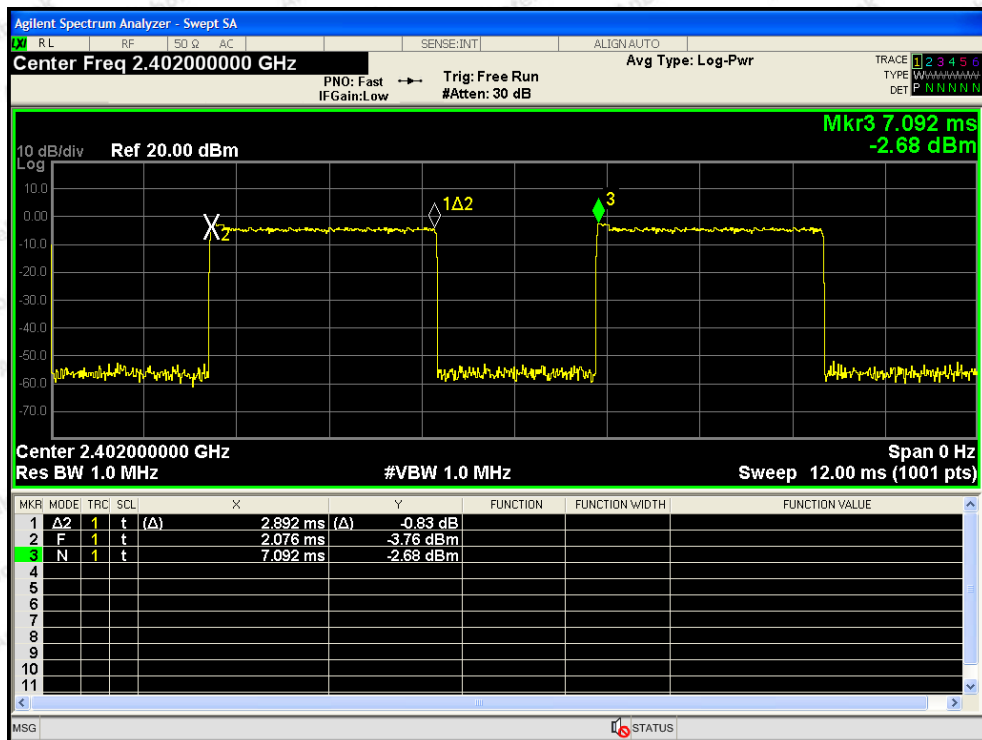 Agilent Spectrum Analyzer - Swept SA
LXI RL RF 50 Ω AC SENSE:INT ALIGNAUTO
Center Freq 2.402000000 GHz Avg Type: Log-Pwr TRACE 1 2 3 4 5 6
PNO: Fast Trig: Free Run TYPE WWWWWW
IFGain:Low #Atten: 30 dB DET P N N N N N
Mkr3 7.092 ms
10 dB/div Ref 20.00 dBm -2.68 dBm
Log
10.0
0.00
-10.0
-20.0
-30.0
-40.0
-50.0
-60.0
-70.0
X2
1Δ2
3
Center 2.402000000 GHz Span 0 Hz
Res BW 1.0 MHz #VBW 1.0 MHz Sweep 12.00 ms (1001 pts)
MKR MODE TRC SCL X Y FUNCTION FUNCTION WIDTH FUNCTION VALUE
1 Δ2 1 t (Δ) 2.892 ms (Δ) -0.83 dB
2 F 1 t 2.076 ms -3.76 dBm
3 N 1 t 7.092 ms -2.68 dBm
4
5
6
7
8
9
10
11
MSG STATUS